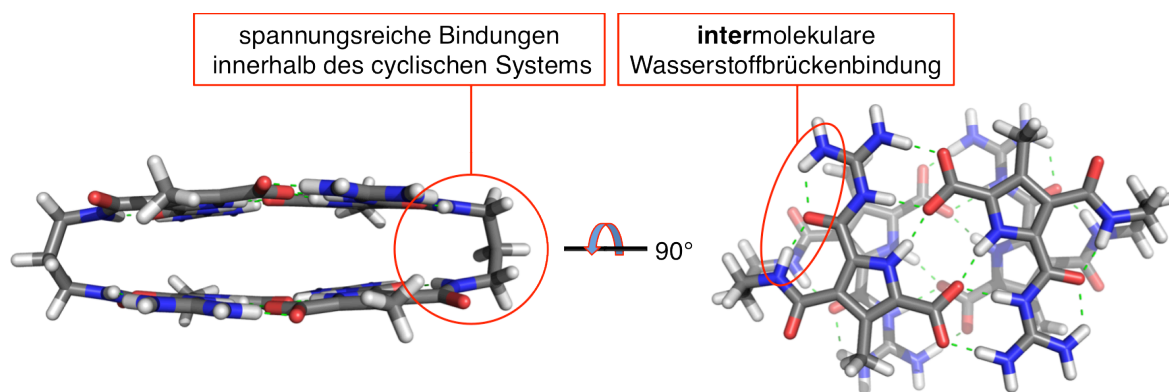 spannungsreiche Bindungen
innerhalb des cyclischen Systems
intermolekulare
Wasserstoffbrückenbindung
90°